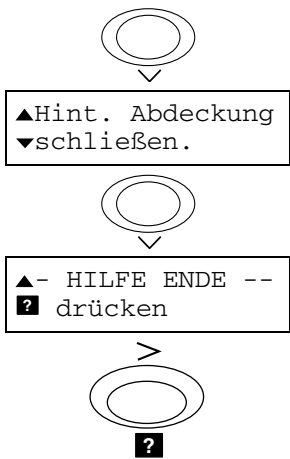 ▲Hint. Abdeckung
▼schließen.
▲- HILFE ENDE --
? drücken
>
?